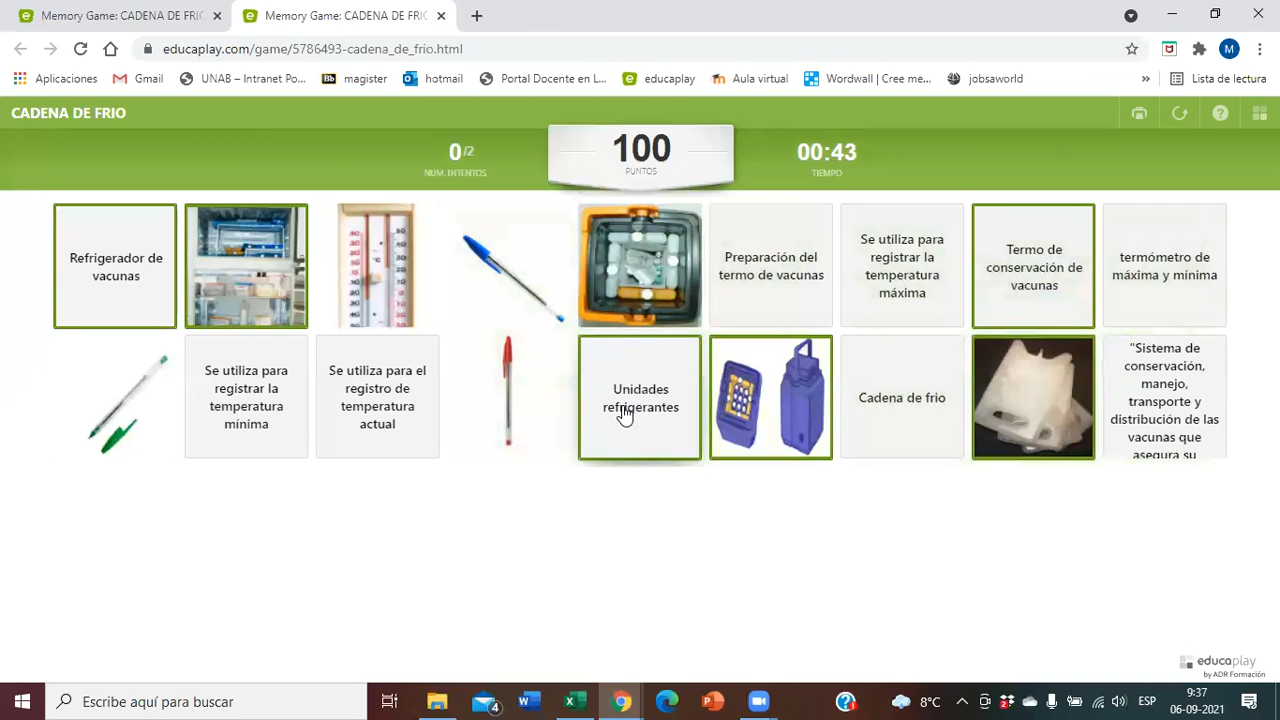 Memory Game: CADENA DE FRIO
Memory Game: CADENA DE FRIO
educaplay.com/game/5786493-cadena_de_frio.html
M
Aplicaciones
Gmail
UNAB – Intranet Po...
Bb
magister
hotmail
Portal Docente en L...
educaplay
Aula virtual
Wordwall | Cree me...
jobsaworld
»
Lista de lectura
CADENA DE FRIO
0/2
NUM. INTENTOS
100
PUNTOS
00:43
TIEMPO
Refrigerador de
vacunas
Preparación del
termo de vacunas
Se utiliza para
registrar la
temperatura
máxima
Termo de
conservación de
vacunas
termómetro de
máxima y mínima
Se utiliza para
registrar la
temperatura
mínima
Se utiliza para el
registro de
temperatura
actual
Unidades
refrigerantes
Cadena de frio
"Sistema de
conservación,
manejo,
transporte y
distribución de las
vacunas que
asegura su
educaplay
by ADR Formación
Escribe aquí para buscar
4
8°C
ESP
9:37
06-09-2021